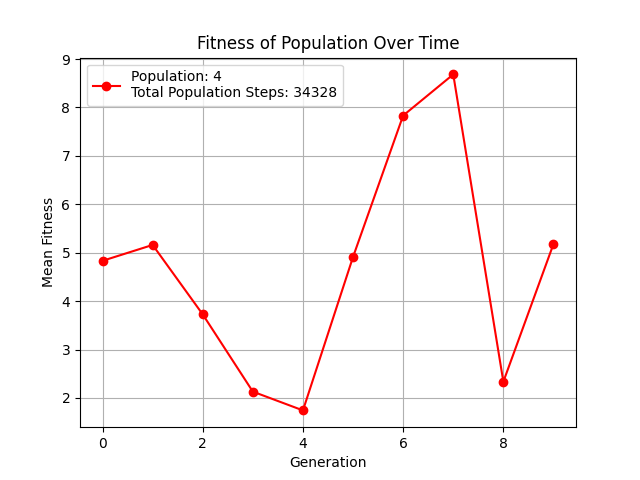 Fitness of Population Over Time
Population: 4
Total Population Steps: 34328
Mean Fitness
9
8
7
6
5
4
3
2
0 2 4 6 8
Generation